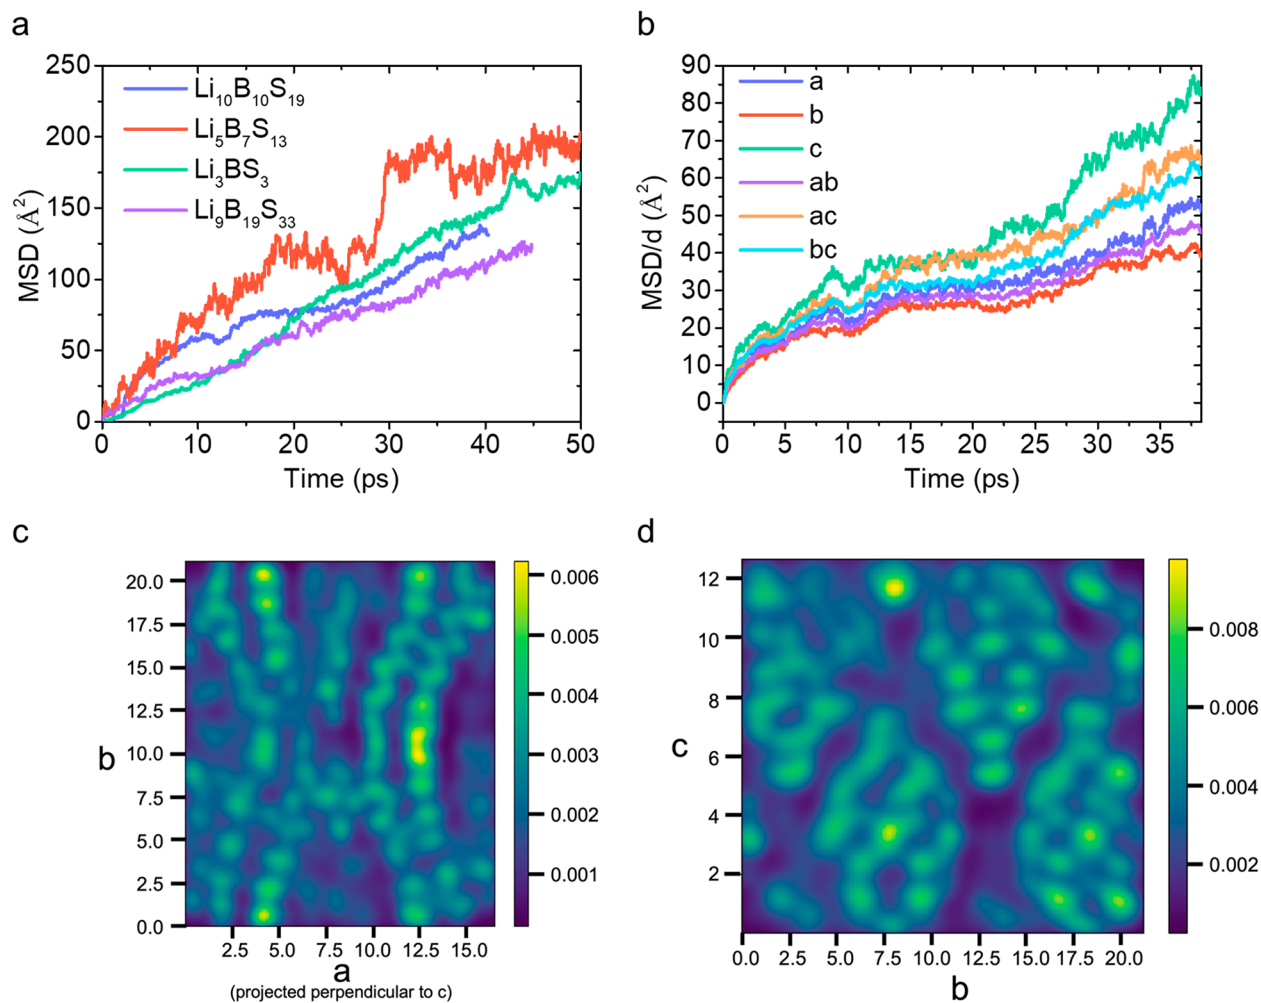 a
250
200
150
100
50
0
MSD (Å²)
Li₁₀B₁₀S₁₉
Li₅B₇S₁₃
Li₃BS₃
Li₉B₁₉S₃₃
0 10 20 30 40 50
Time (ps)
b
90
80
70
60
50
40
30
20
10
0
MSD/d (Å²)
a
b
c
ab
ac
bc
0 5 10 15 20 25 30 35
Time (ps)
c
20.0
17.5
15.0
12.5
10.0
7.5
5.0
2.5
0.0
b
2.5 5.0 7.5 10.0 12.5 15.0
a
(projected perpendicular to c)
0.006
0.005
0.004
0.003
0.002
0.001
d
12
10
8
6
4
2
c
0.0 2.5 5.0 7.5 10.0 12.5 15.0 17.5 20.0
b
0.008
0.006
0.004
0.002